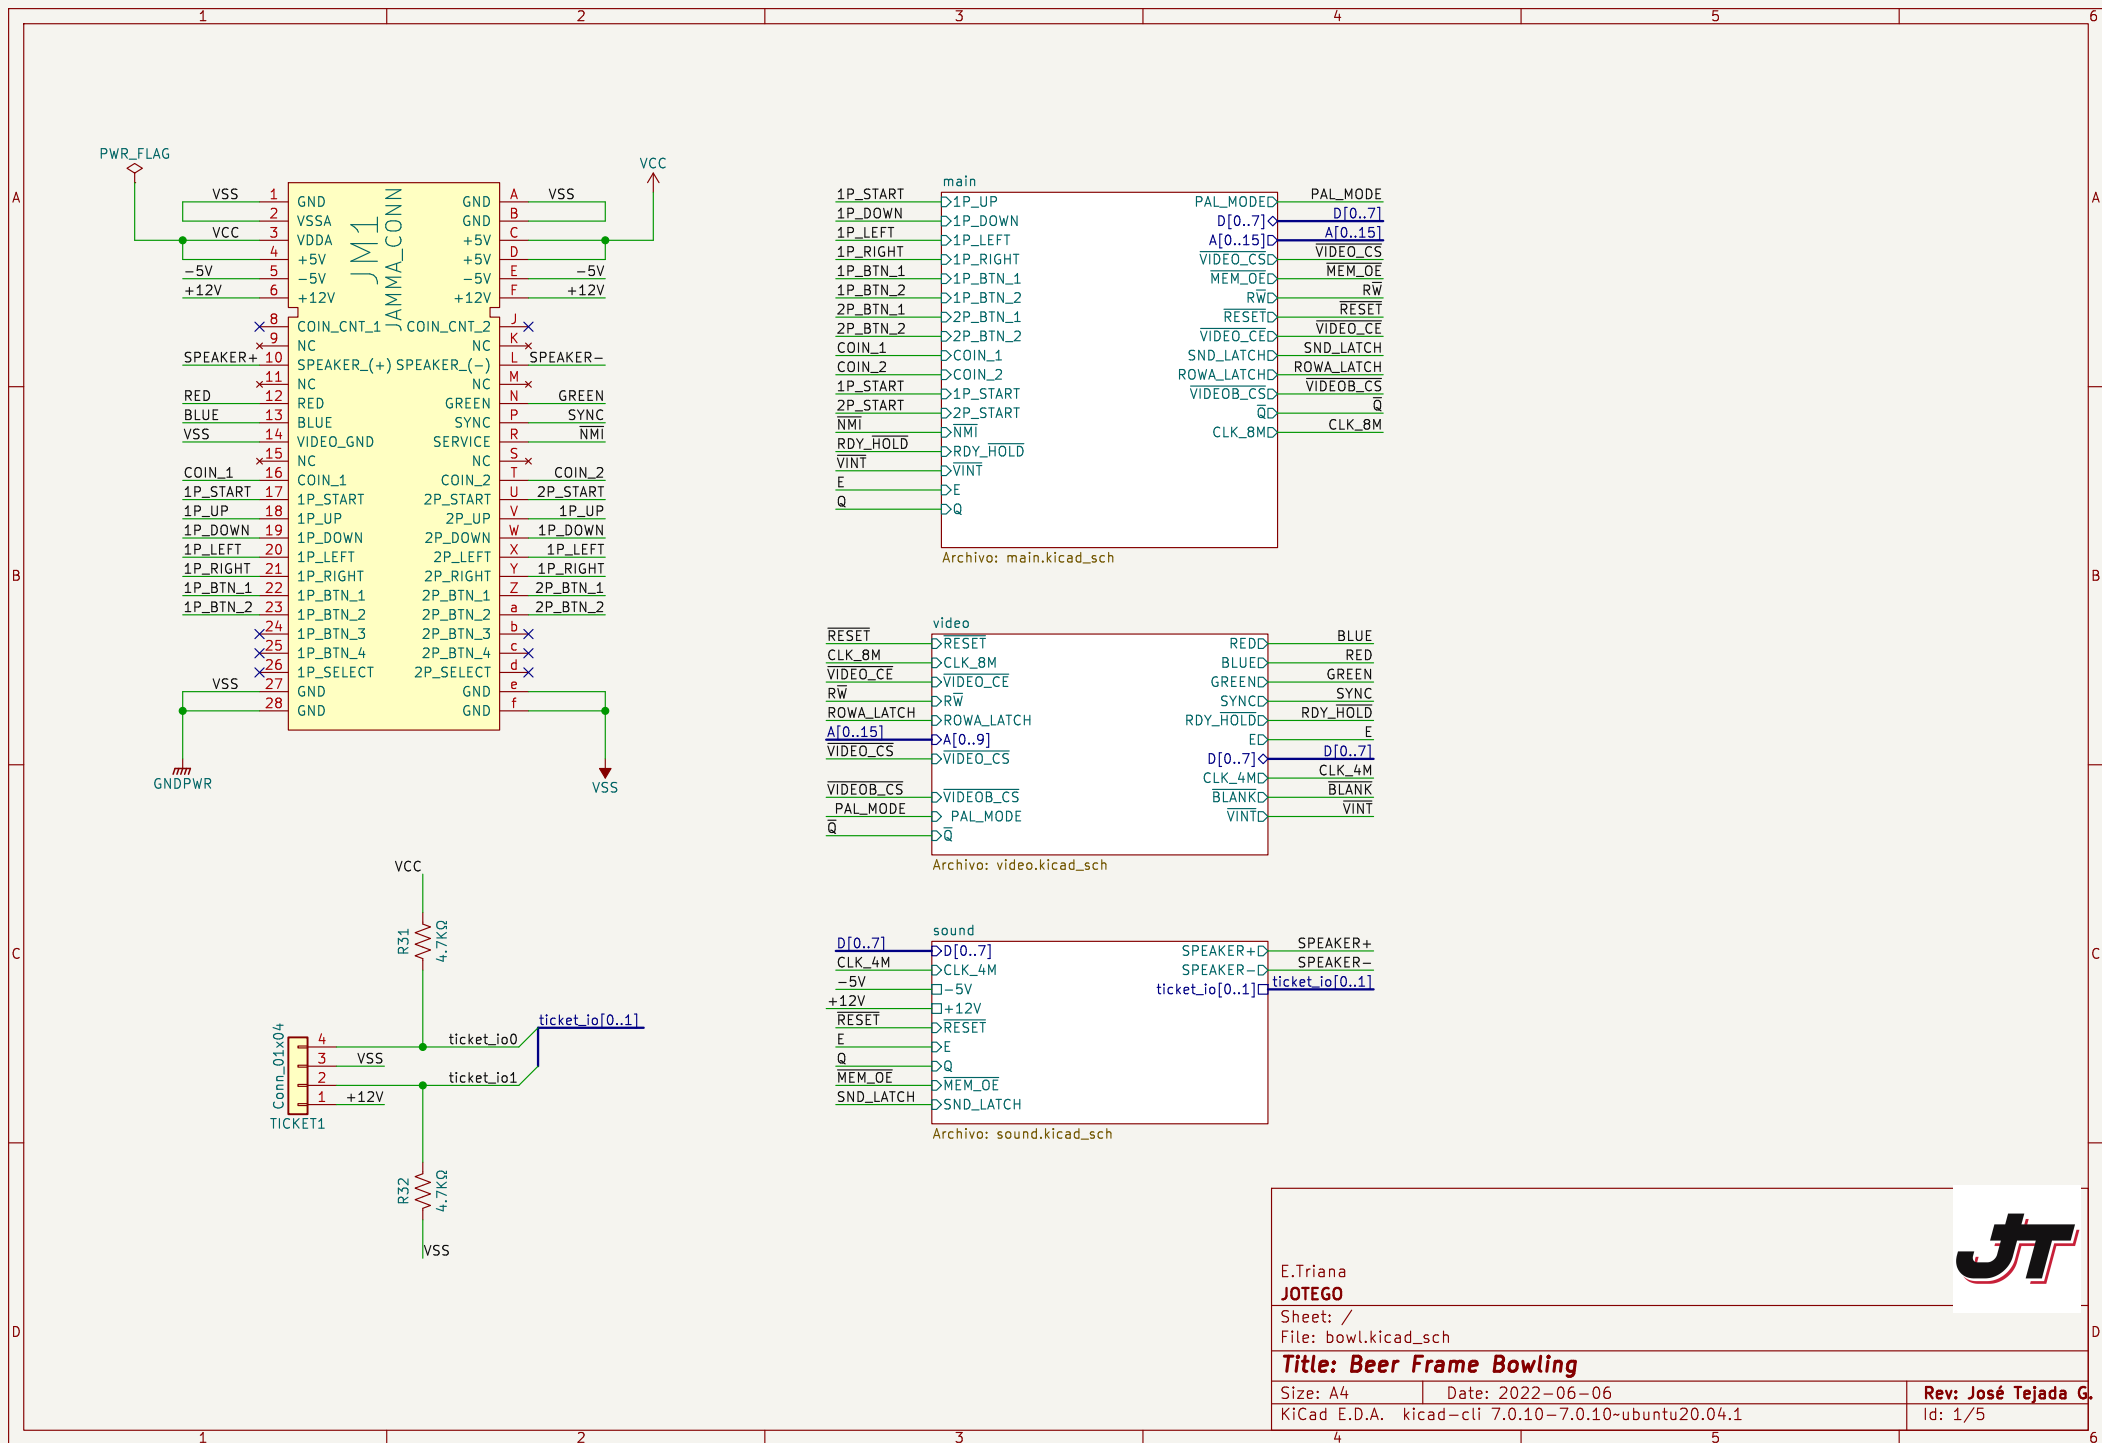 1 2 3 4 5 6
A
B
C
D
A
B
C
D
1 2 3 4 5 6
PWR_FLAG
VCC
JM1
JAMMA_CONN
VSS 1 GND GND A VSS
2 VSSA GND B
VCC 3 VDDA +5V C
4 +5V +5V D
-5V 5 -5V -5V E -5V
+12V 6 +12V +12V F +12V
8 COIN_CNT_1 COIN_CNT_2 J
9 NC NC K
SPEAKER+ 10 SPEAKER_(+) SPEAKER_(-) L SPEAKER-
11 NC NC M
RED 12 RED GREEN N GREEN
BLUE 13 BLUE SYNC P SYNC
VSS 14 VIDEO_GND SERVICE R NMI
15 NC NC S
COIN_1 16 COIN_1 COIN_2 T COIN_2
1P_START 17 1P_START 2P_START U 2P_START
1P_UP 18 1P_UP 2P_UP V 1P_UP
1P_DOWN 19 1P_DOWN 2P_DOWN W 1P_DOWN
1P_LEFT 20 1P_LEFT 2P_LEFT X 1P_LEFT
1P_RIGHT 21 1P_RIGHT 2P_RIGHT Y 1P_RIGHT
1P_BTN_1 22 1P_BTN_1 2P_BTN_1 Z 2P_BTN_1
1P_BTN_2 23 1P_BTN_2 2P_BTN_2 a 2P_BTN_2
24 1P_BTN_3 2P_BTN_3 b
25 1P_BTN_4 2P_BTN_4 c
26 1P_SELECT 2P_SELECT d
VSS 27 GND GND e
28 GND GND f
GNDPWR
VSS
main
1P_START 1P_UP PAL_MODE PAL_MODE
1P_DOWN 1P_DOWN D[0..7] D[0..7]
1P_LEFT 1P_LEFT A[0..15] A[0..15]
1P_RIGHT 1P_RIGHT VIDEO_CS VIDEO_CS
1P_BTN_1 1P_BTN_1 MEM_OE MEM_OE
1P_BTN_2 1P_BTN_2 RW RW
2P_BTN_1 2P_BTN_1 RESET RESET
2P_BTN_2 2P_BTN_2 VIDEO_CE VIDEO_CE
COIN_1 COIN_1 SND_LATCH SND_LATCH
COIN_2 COIN_2 ROWA_LATCH ROWA_LATCH
1P_START 1P_START VIDEOB_CS VIDEOB_CS
2P_START 2P_START Q Q
NMI NMI CLK_8M CLK_8M
RDY_HOLD RDY_HOLD
VINT VINT
E E
Q Q
Archivo: main.kicad_sch
video
RESET RESET RED BLUE
CLK_8M CLK_8M BLUE RED
VIDEO_CE VIDEO_CE GREEN GREEN
RW RW SYNC SYNC
ROWA_LATCH ROWA_LATCH RDY_HOLD RDY_HOLD
A[0..15] A[0..9] E E
VIDEO_CS VIDEO_CS D[0..7] D[0..7]
CLK_4M CLK_4M
VIDEOB_CS VIDEOB_CS BLANK BLANK
PAL_MODE PAL_MODE VINT VINT
Q Q
Archivo: video.kicad_sch
sound
D[0..7] D[0..7] SPEAKER+ SPEAKER+
CLK_4M CLK_4M SPEAKER- SPEAKER-
-5V -5V ticket_io[0..1] ticket_io[0..1]
+12V +12V
RESET RESET
E E
Q Q
MEM_OE MEM_OE
SND_LATCH SND_LATCH
Archivo: sound.kicad_sch
VCC
R31
4.7KΩ
ticket_io[0..1]
Conn_01x04
4 ticket_io0
3 VSS
2 ticket_io1
1 +12V
TICKET1
R32
4.7KΩ
VSS
JT
E.Triana
JOTEGO
Sheet: /
File: bowl.kicad_sch
Title: Beer Frame Bowling
Size: A4 Date: 2022-06-06 Rev: José Tejada G.
KiCad E.D.A. kicad-cli 7.0.10-7.0.10~ubuntu20.04.1 Id: 1/5